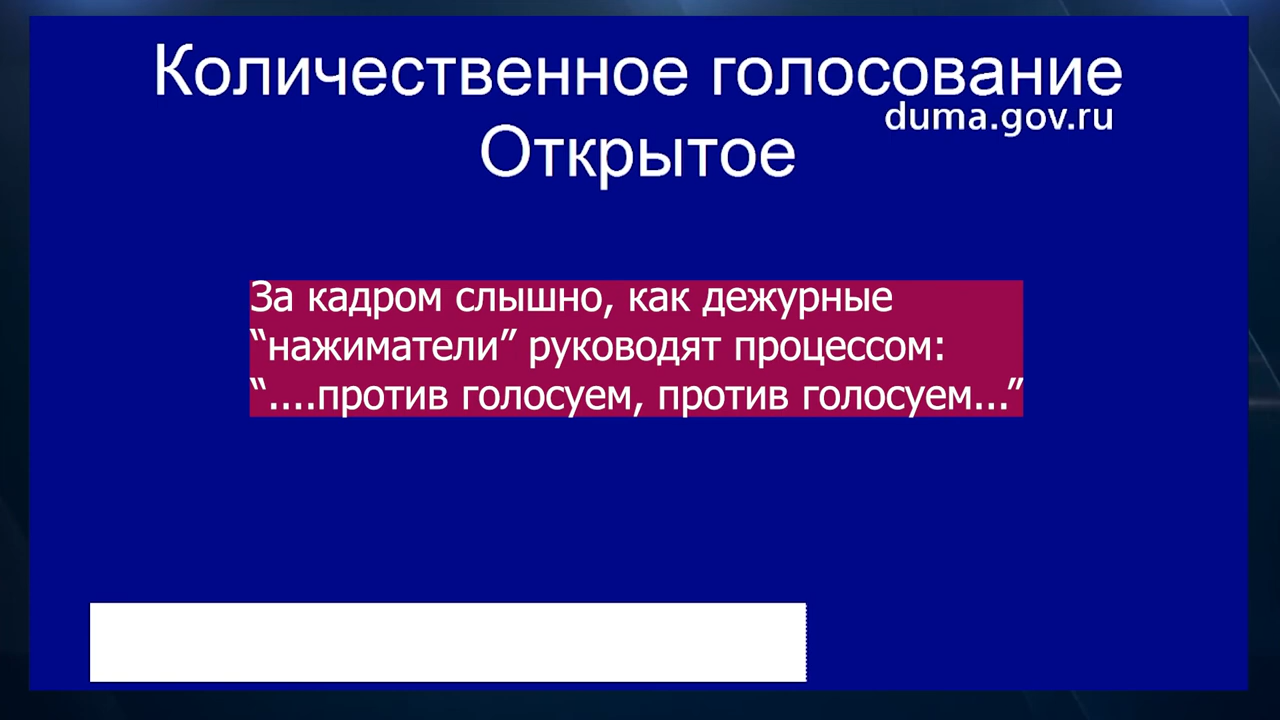 Количественное голосование
duma.gov.ru
Открытое
За кадром слышно, как дежурные
“нажиматели” руководят процессом:
“....против голосуем, против голосуем...”